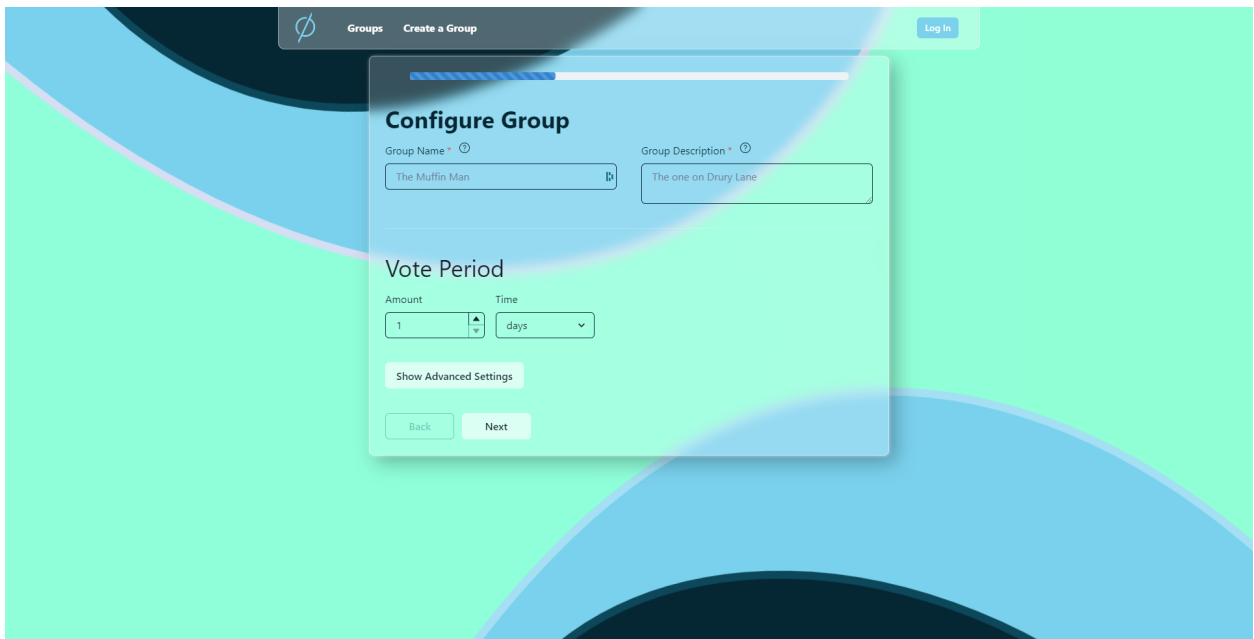 Groups Create a Group Log In
Configure Group
Group Name * Group Description *
The Muffin Man The one on Drury Lane
Vote Period
Amount Time
1 days
Show Advanced Settings
Back Next